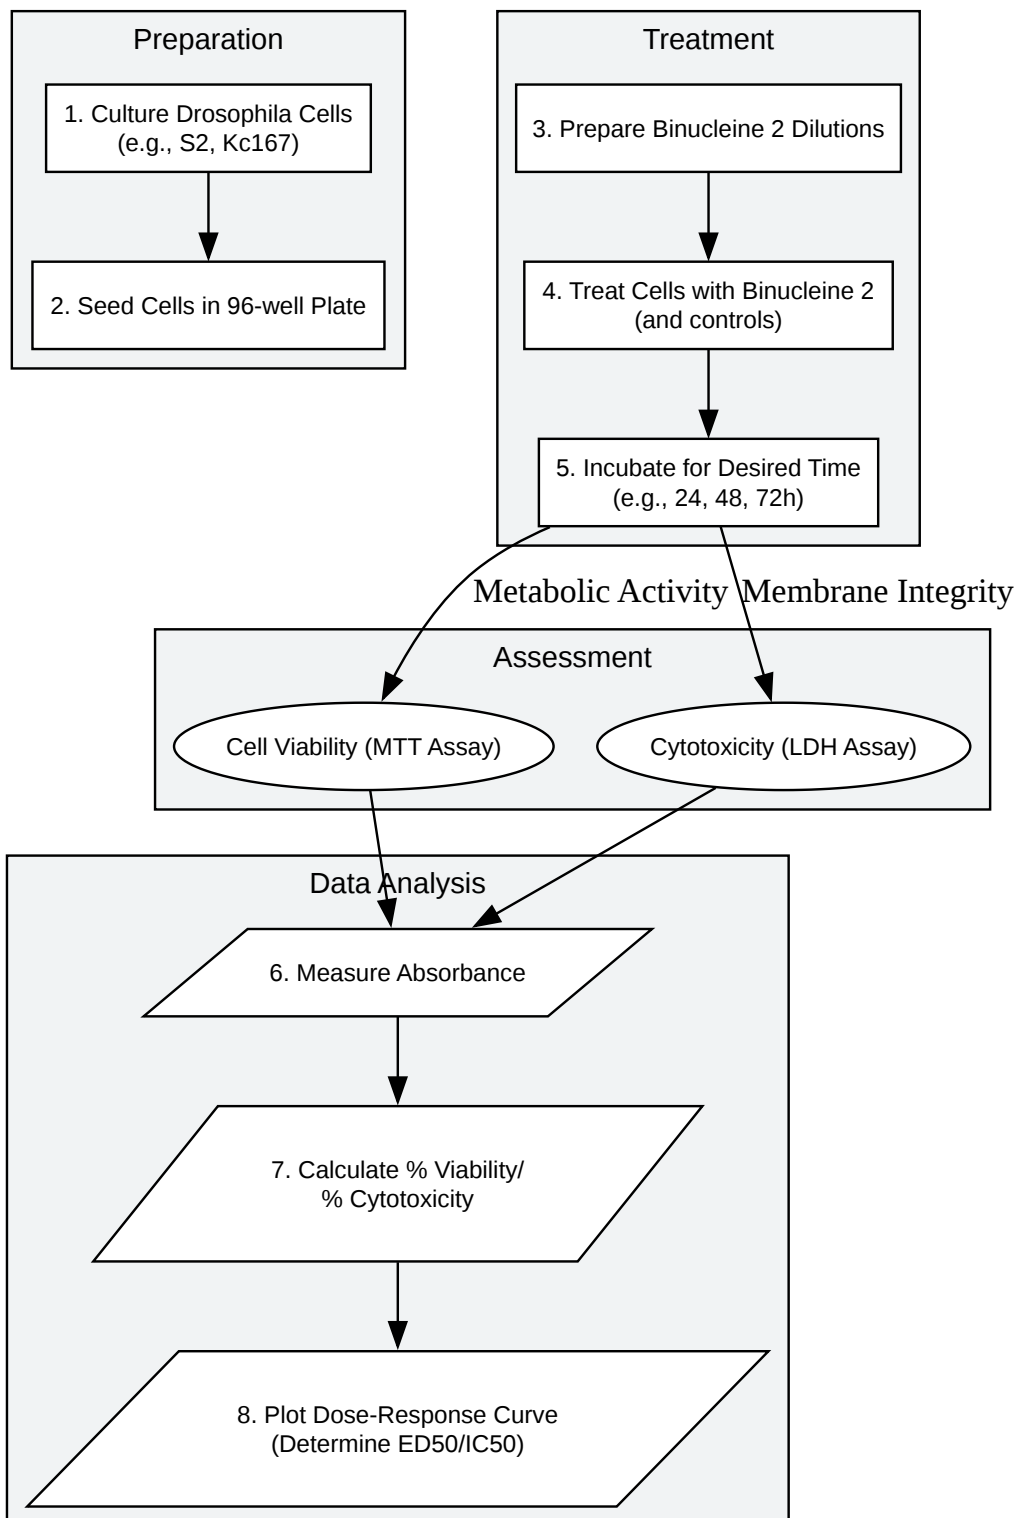 Preparation
1. Culture Drosophila Cells
(e.g., S2, Kc167)
2. Seed Cells in 96-well Plate
Treatment
3. Prepare Binucleine 2 Dilutions
4. Treat Cells with Binucleine 2
(and controls)
5. Incubate for Desired Time
(e.g., 24, 48, 72h)
Metabolic Activity
Membrane Integrity
Assessment
Cell Viability (MTT Assay)
Cytotoxicity (LDH Assay)
Data Analysis
6. Measure Absorbance
7. Calculate % Viability/
% Cytotoxicity
8. Plot Dose-Response Curve
(Determine ED50/IC50)